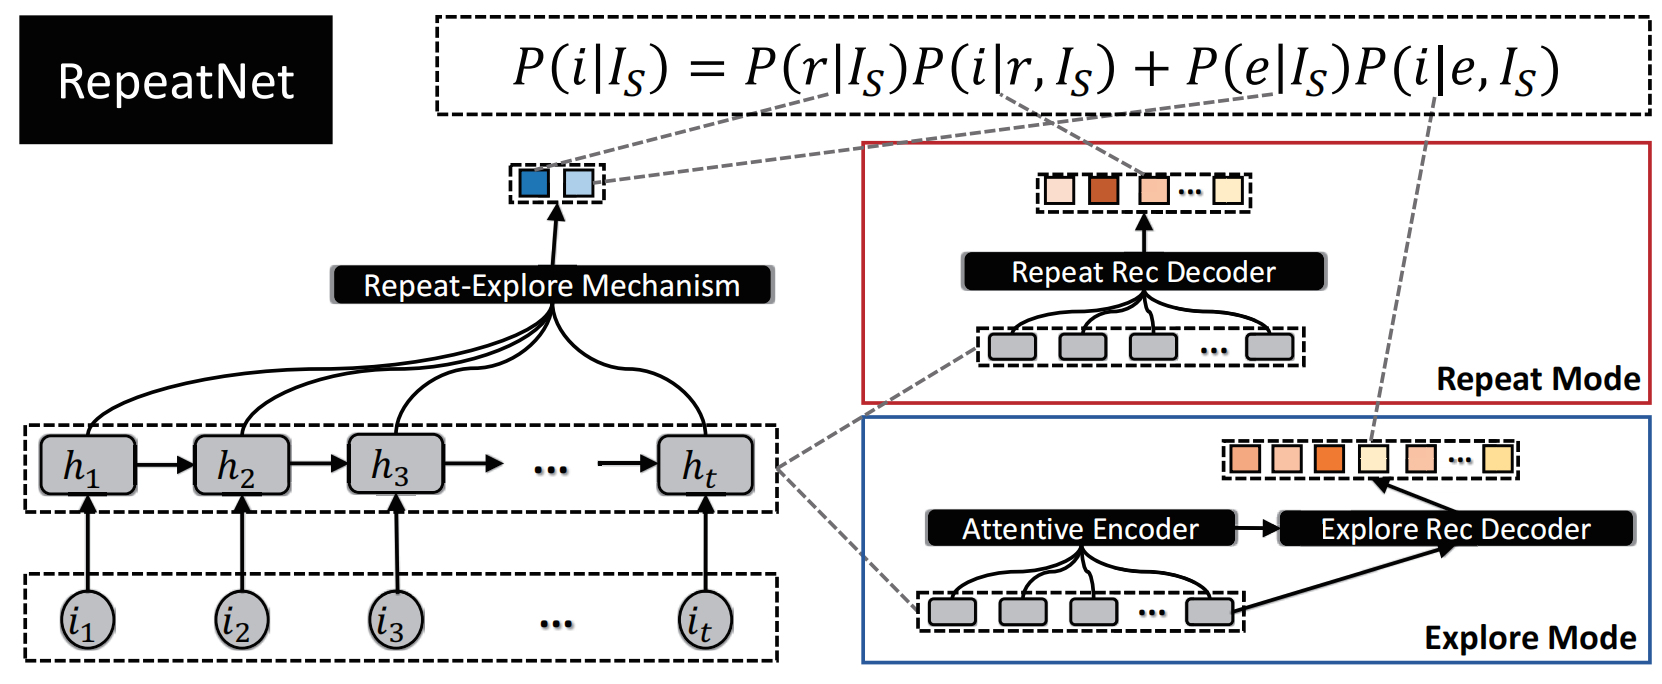 RepeatNet
P(i|I_S) = P(r|I_S)P(i|r, I_S) + P(e|I_S)P(i|e, I_S)
...
Repeat-Explore Mechanism
Repeat Rec Decoder
...
Repeat Mode
h_1 h_2 h_3 ... h_t
...
Attentive Encoder Explore Rec Decoder
...
i_1 i_2 i_3 ... i_t
Explore Mode